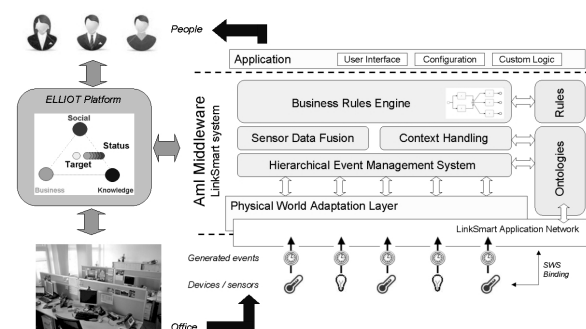 People
Application
User Interface
Configuration
Custom Logic
ELLIOT Platform
Social
Status
Target
Business
Knowledge
AmI Middleware
LinkSmart system
Business Rules Engine
Rules
Sensor Data Fusion
Context Handling
Hierarchical Event Management System
Ontologies
Physical World Adaptation Layer
LinkSmart Application Network
Generated events
Devices / sensors
SWS
Binding
Office